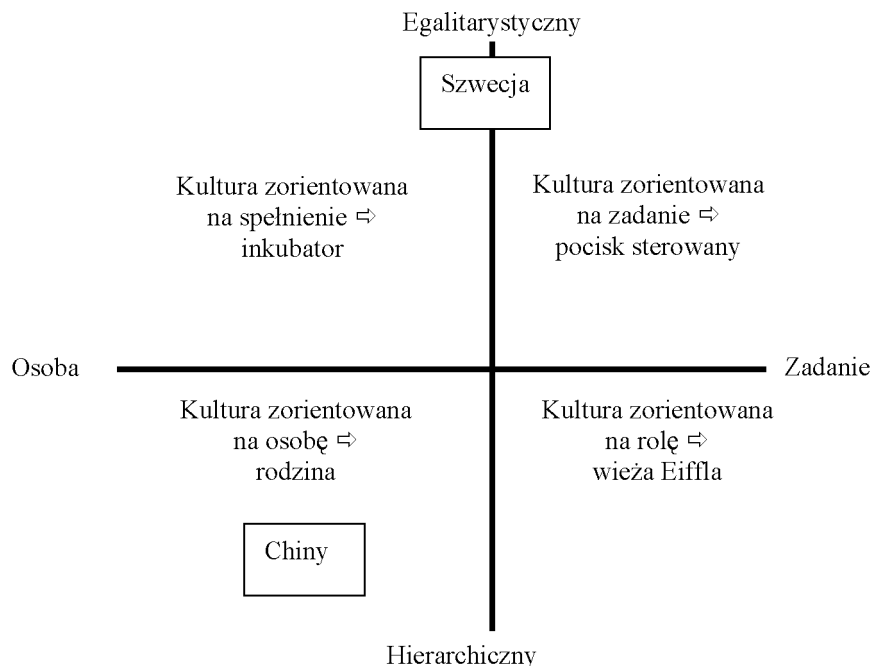 Egalitarystyczny
Szwecja
Kultura zorientowana
na spełnienie ⇨
inkubator
Kultura zorientowana
na zadanie ⇨
pocisk sterowany
Osoba
Zadanie
Kultura zorientowana
na osobę ⇨
rodzina
Kultura zorientowana
na rolę ⇨
wieża Eiffla
Chiny
Hierarchiczny